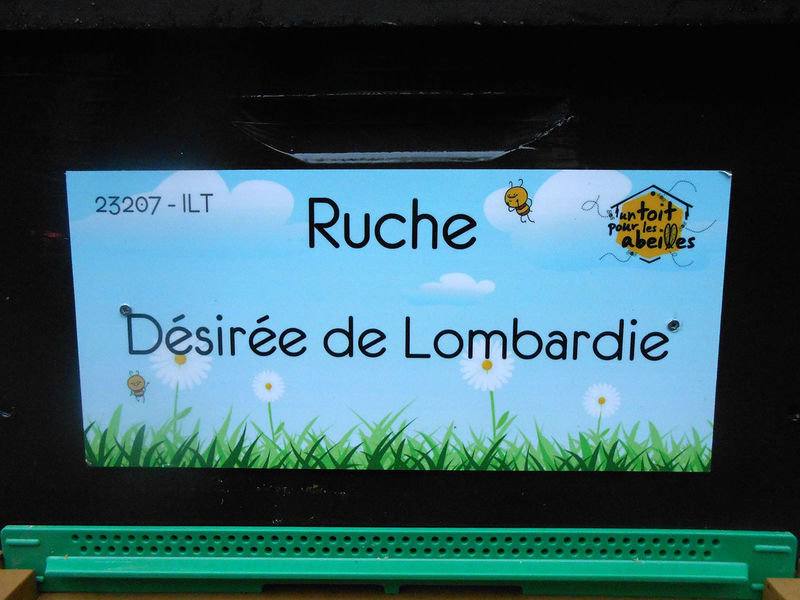 23207 - ILT
Ruche
un toit
pour les
abeilles
Désirée de Lombardie